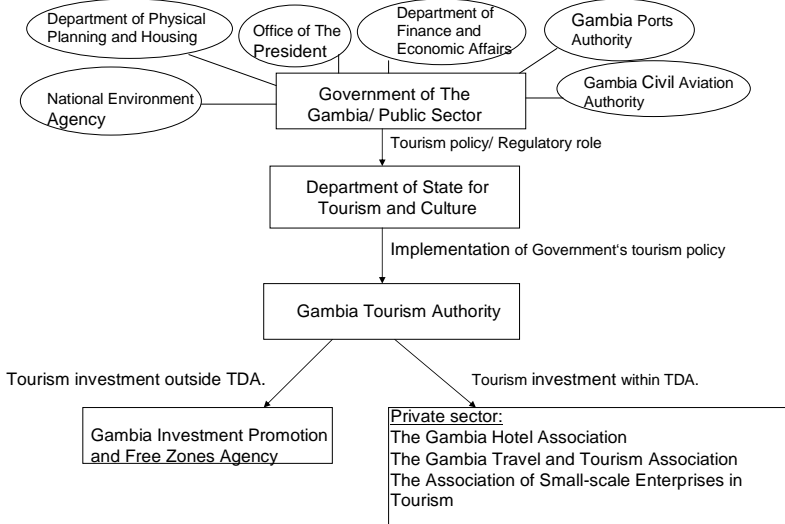 Department of Physical
Planning and Housing
Office of The
President
Department of
Finance and
Economic Affairs
Gambia Ports
Authority
National Environment
Agency
Government of The
Gambia/ Public Sector
Gambia Civil Aviation
Authority
Tourism policy/ Regulatory role
Department of State for
Tourism and Culture
Implementation of Government‘s tourism policy
Gambia Tourism Authority
Tourism investment outside TDA.
Tourism investment within TDA.
Gambia Investment Promotion
and Free Zones Agency
Private sector:
The Gambia Hotel Association
The Gambia Travel and Tourism Association
The Association of Small-scale Enterprises in
Tourism